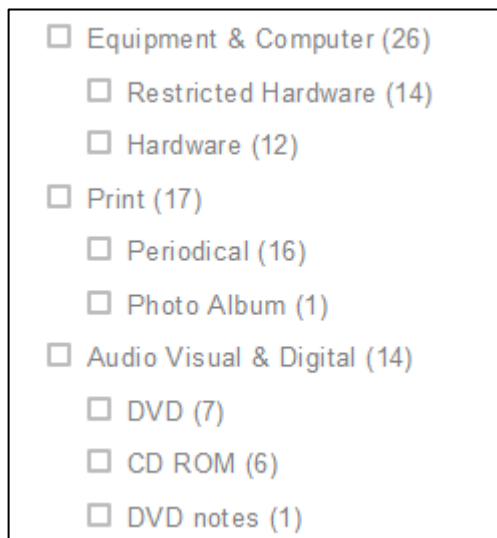 Equipment & Computer (26)
Restricted Hardware (14)
Hardware (12)
Print (17)
Periodical (16)
Photo Album (1)
Audio Visual & Digital (14)
DVD (7)
CD ROM (6)
DVD notes (1)